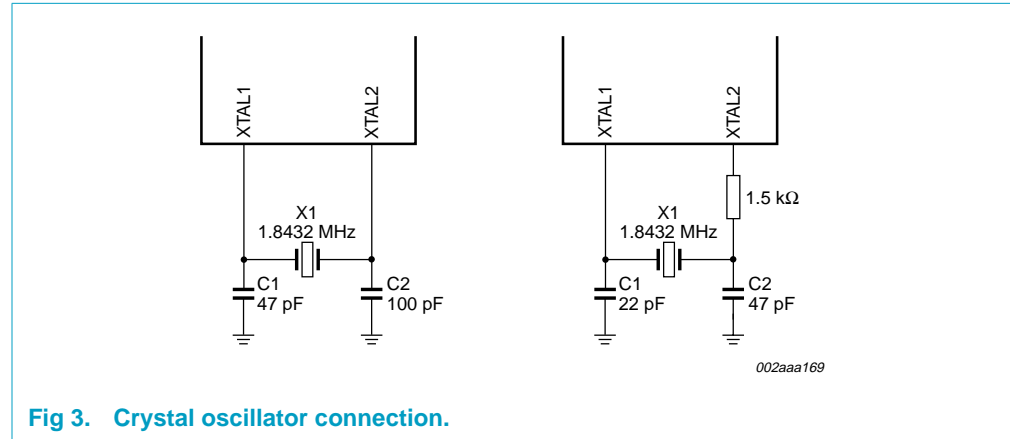 XTAL1
XTAL2
X1
1.8432 MHz
C1
47 pF
C2
100 pF
XTAL1
XTAL2
1.5 kΩ
X1
1.8432 MHz
C1
22 pF
C2
47 pF
002aaa169
Fig 3. Crystal oscillator connection.